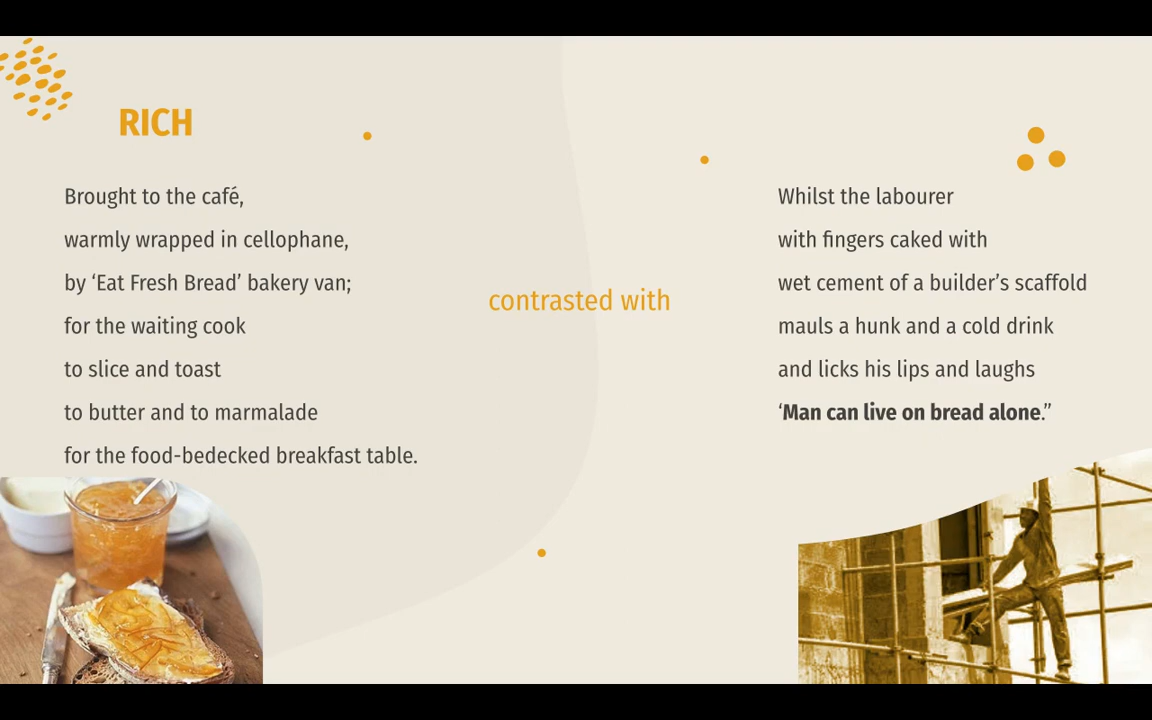 RICH
Brought to the café,
warmly wrapped in cellophane,
by ‘Eat Fresh Bread’ bakery van;
for the waiting cook
to slice and toast
to butter and to marmalade
for the food-bedecked breakfast table.
contrasted with
Whilst the labourer
with fingers caked with
wet cement of a builder’s scaffold
mauls a hunk and a cold drink
and licks his lips and laughs
‘Man can live on bread alone.”